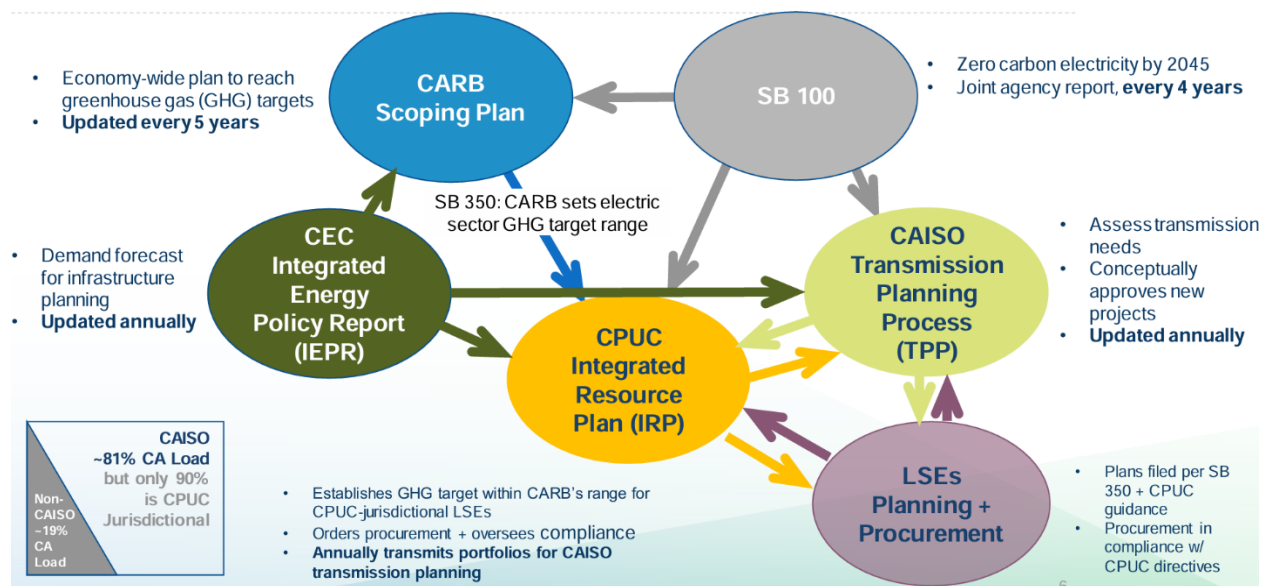 • Economy-wide plan to reach
greenhouse gas (GHG) targets
• Updated every 5 years
CARB
Scoping Plan
SB 100
• Zero carbon electricity by 2045
• Joint agency report, every 4 years
SB 350: CARB sets electric
sector GHG target range
• Demand forecast
for infrastructure
planning
• Updated annually
CEC
Integrated
Energy
Policy Report
(IEPR)
CAISO
Transmission
Planning
Process
(TPP)
• Assess transmission
needs
• Conceptually
approves new
projects
• Updated annually
CPUC
Integrated
Resource
Plan (IRP)
CAISO
~81% CA Load
but only 90%
is CPUC
Jurisdictional
Non-
CAISO
~19%
CA
Load
• Establishes GHG target within CARB's range for
CPUC-jurisdictional LSEs
• Orders procurement + oversees compliance
• Annually transmits portfolios for CAISO
transmission planning
LSEs
Planning +
Procurement
• Plans filed per SB
350 + CPUC
guidance
• Procurement in
compliance w/
CPUC directives
6